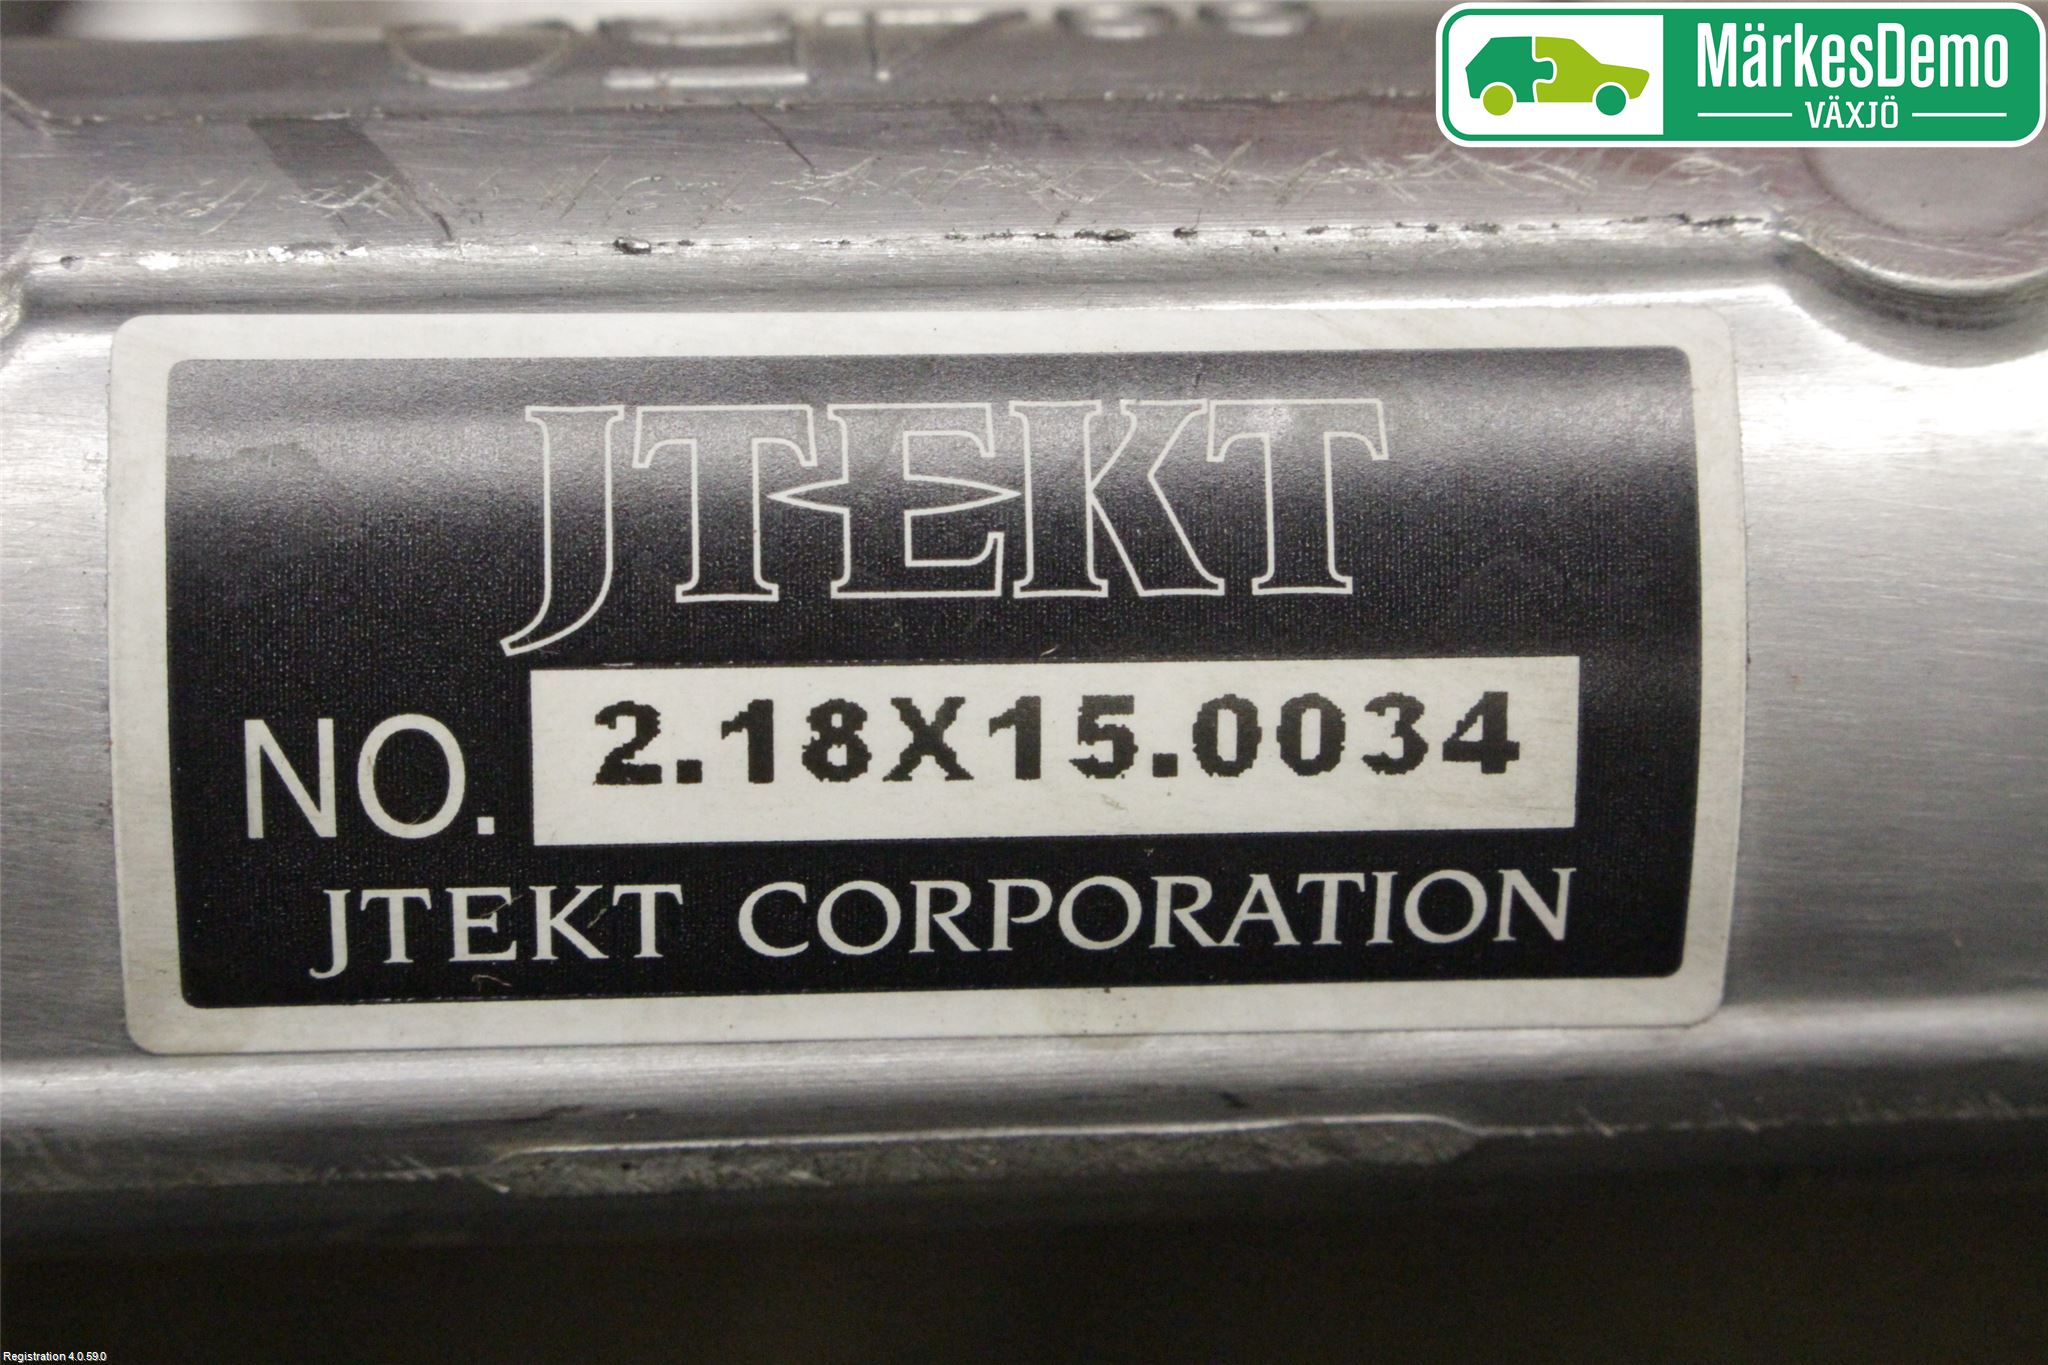 MärkesDemo
VÄXJÖ
JTEKT
NO. 2.18X15.0034
JTEKT CORPORATION
Registration 4.0.59.0